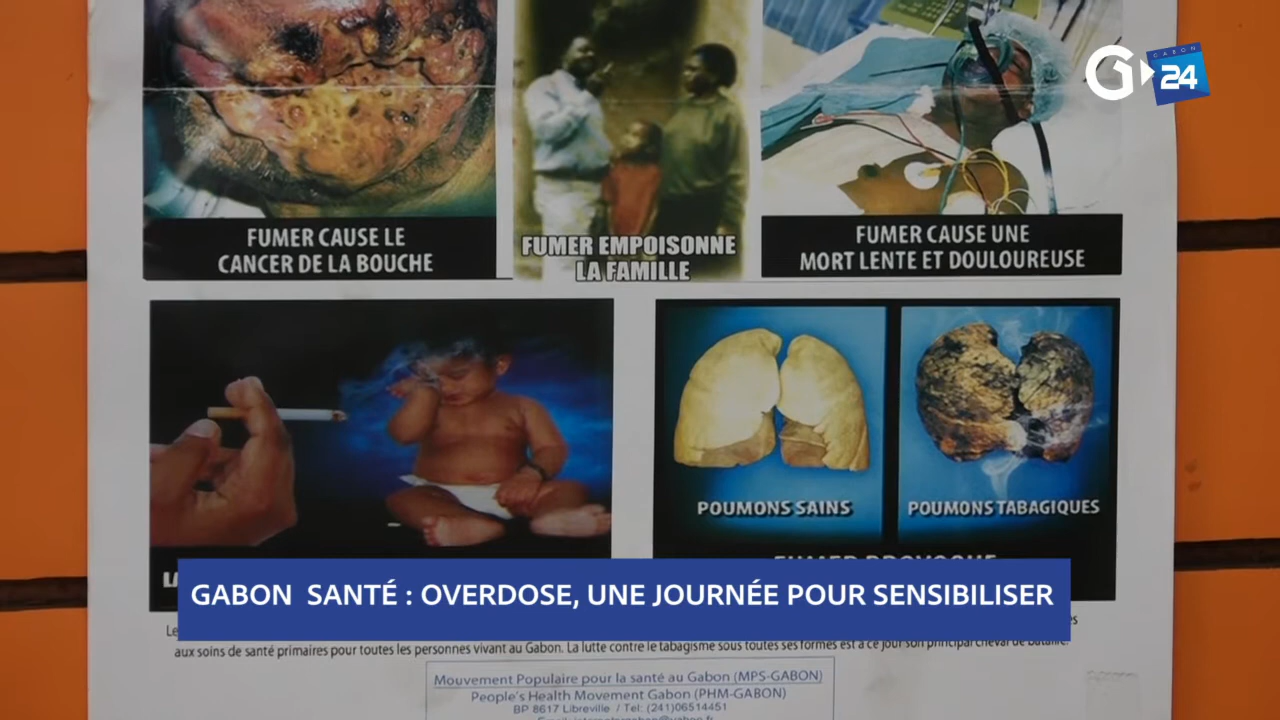 GABON
24
FUMER CAUSE LE
CANCER DE LA BOUCHE
FUMER EMPOISONNE
LA FAMILLE
FUMER CAUSE UNE
MORT LENTE ET DOULOUREUSE
POUMONS SAINS
POUMONS TABAGIQUES
FUMER PROVOQUE
GABON SANTÉ : OVERDOSE, UNE JOURNÉE POUR SENSIBILISER
aux soins de santé primaires pour toutes les personnes vivant au Gabon. La lutte contre le tabagisme sous toutes ses formes est à ce jour son principal cheval de bataille.
Mouvement Populaire pour la santé au Gabon (MPS-GABON)
People's Health Movement Gabon (PHM-GABON)
BP 8617 Libreville / Tel: (241)06514451